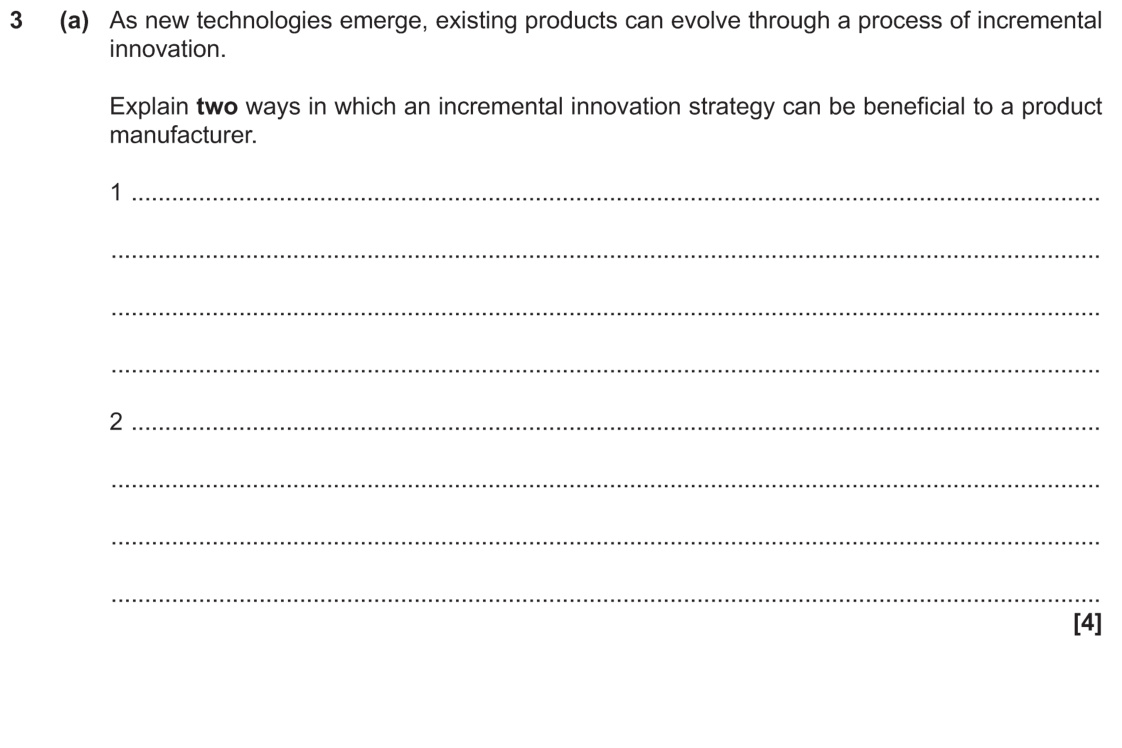 3 (a) As new technologies emerge, existing products can evolve through a process of incremental
innovation.
Explain two ways in which an incremental innovation strategy can be beneficial to a product
manufacturer.
1 ....................................................................................................
....................................................................................................
....................................................................................................
....................................................................................................
2 ....................................................................................................
....................................................................................................
....................................................................................................
....................................................................................................
[4]